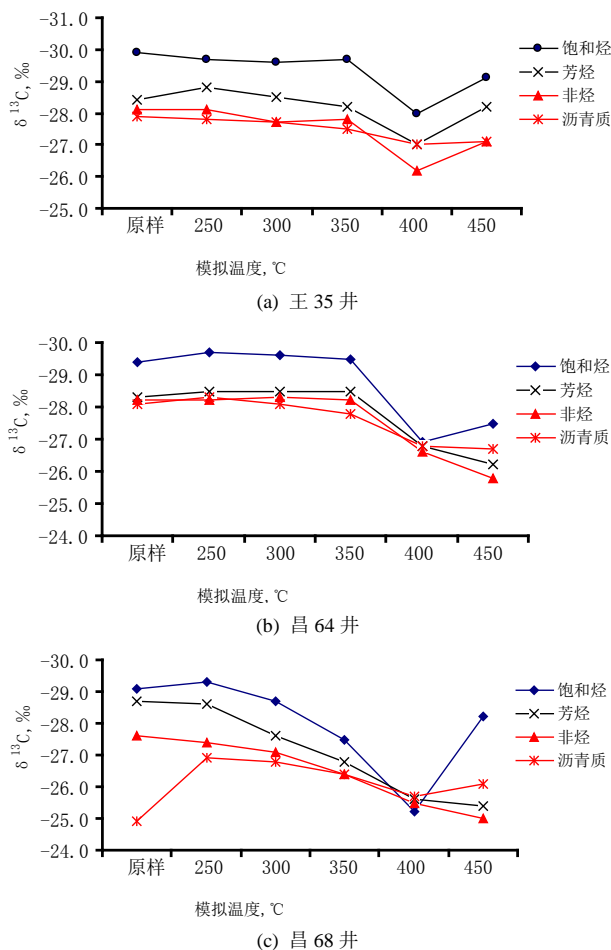 -31.0
-30.0
-29.0
-28.0
-27.0
-26.0
-25.0
δ ¹³C, ‰
原样 250 300 350 400 450
模拟温度, ℃
饱和烃
芳烃
非烃
沥青质
(a) 王 35 井
-30.0
-29.0
-28.0
-27.0
-26.0
-25.0
-24.0
δ ¹³C, ‰
原样 250 300 350 400 450
模拟温度, ℃
饱和烃
芳烃
非烃
沥青质
(b) 昌 64 井
-30.0
-29.0
-28.0
-27.0
-26.0
-25.0
-24.0
δ ¹³C, ‰
原样 250 300 350 400 450
模拟温度, ℃
饱和烃
芳烃
非烃
沥青质
(c) 昌 68 井